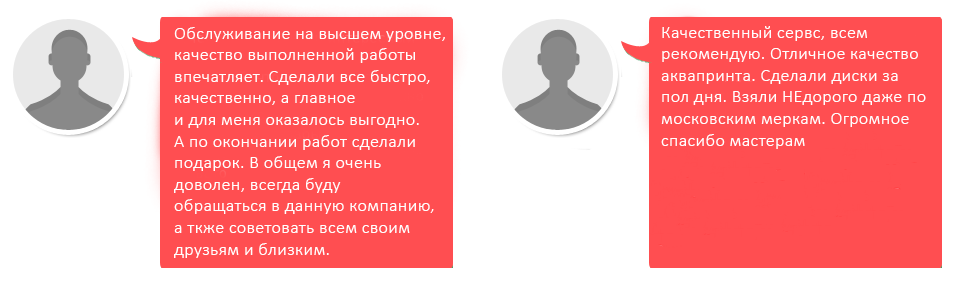 Обслуживание на высшем уровне,
качество выполненной работы
впечатляет. Сделали все быстро,
качественно, а главное
и для меня оказалось выгодно.
А по окончании работ сделали
подарок. В общем я очень
доволен, всегда буду
обращаться в данную компанию,
а ткже советовать всем своим
друзьям и близким.
Качественный сервс, всем
рекомендую. Отличное качество
аквапринта. Сделали диски за
пол дня. Взяли НЕдорого даже по
московским меркам. Огромное
спасибо мастерам